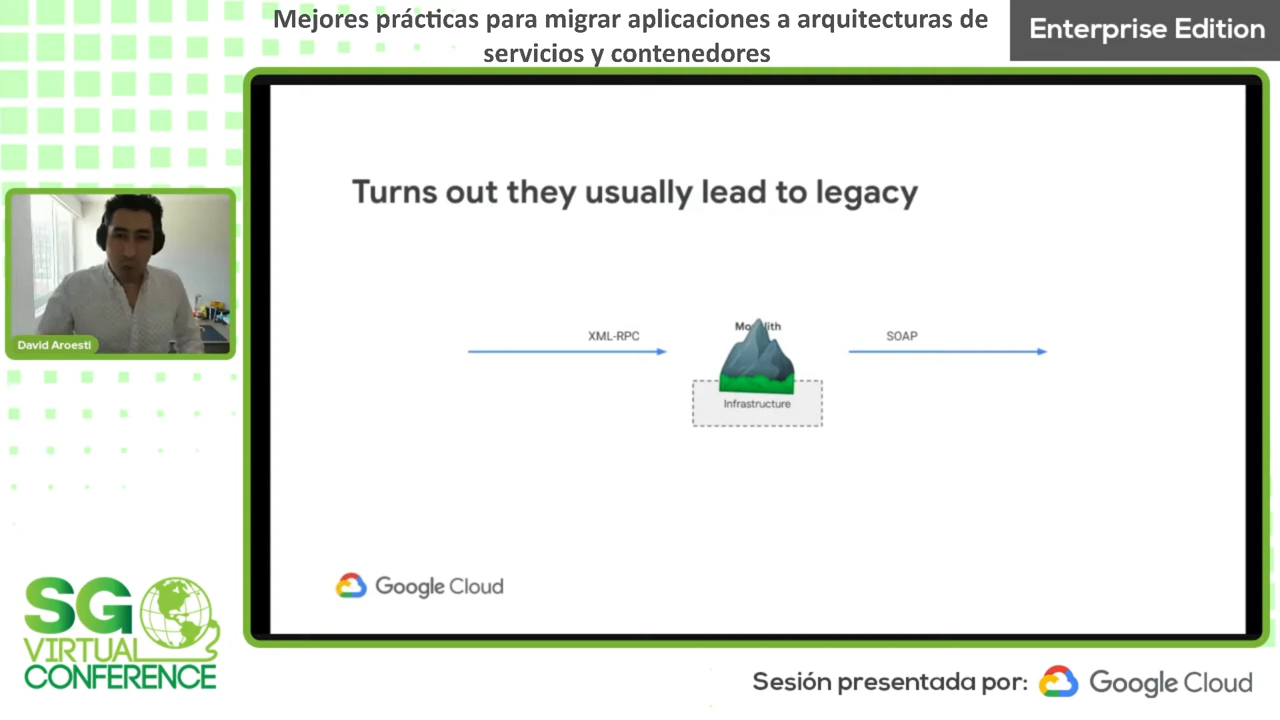 Mejores prácticas para migrar aplicaciones a arquitecturas de
servicios y contenedores
Enterprise Edition
Turns out they usually lead to legacy
David Aroesti
XML-RPC
SOAP
Infrastructure
Google Cloud
SG
VIRTUAL
CONFERENCE
Sesión presentada por: Google Cloud